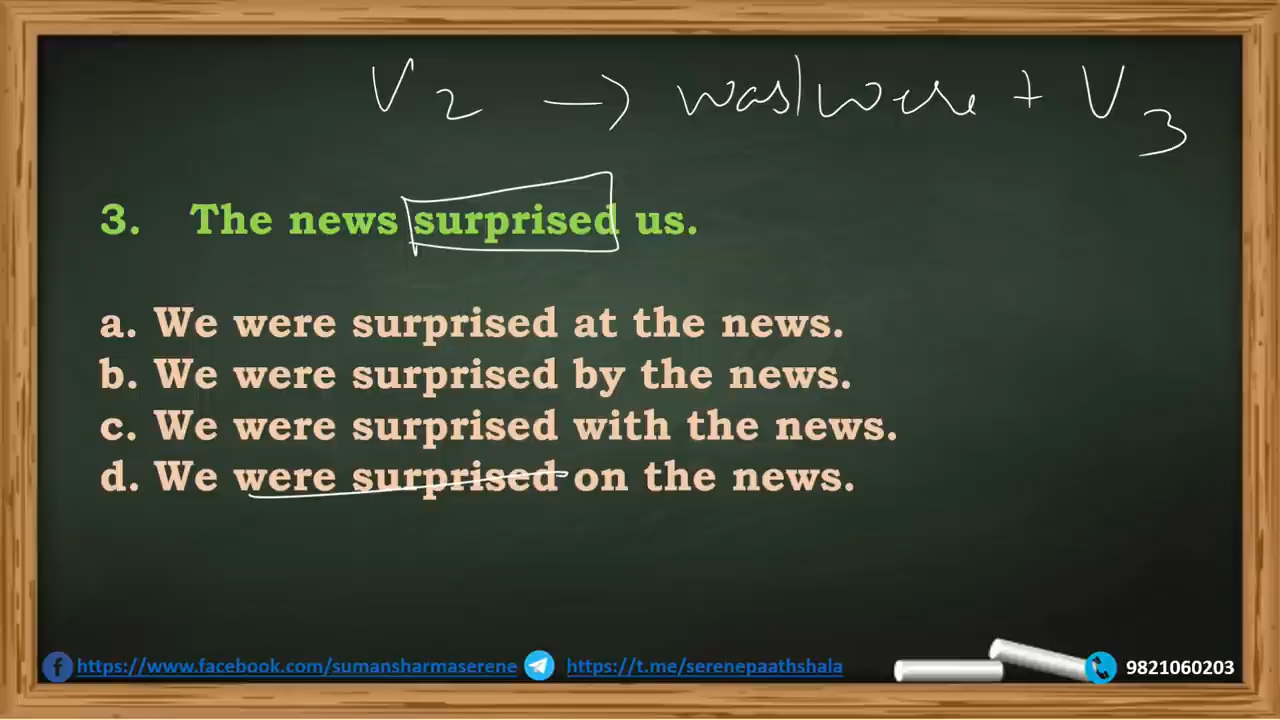 V2 → was/were + V3
3. The news surprised us.
a. We were surprised at the news.
b. We were surprised by the news.
c. We were surprised with the news.
d. We were surprised on the news.
https://www.facebook.com/sumansharmaserene https://t.me/serenepaathshala 9821060203